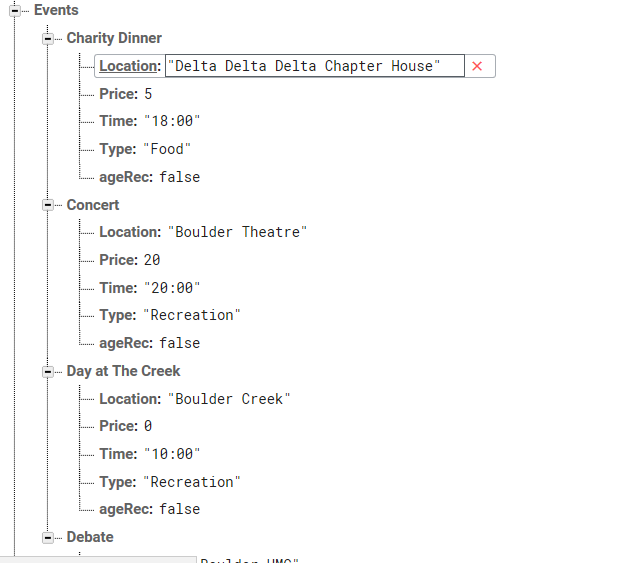 Events
Charity Dinner
Location: "Delta Delta Delta Chapter House" ×
Price: 5
Time: "18:00"
Type: "Food"
ageRec: false
Concert
Location: "Boulder Theatre"
Price: 20
Time: "20:00"
Type: "Recreation"
ageRec: false
Day at The Creek
Location: "Boulder Creek"
Price: 0
Time: "10:00"
Type: "Recreation"
ageRec: false
Debate
Boulder UMC"